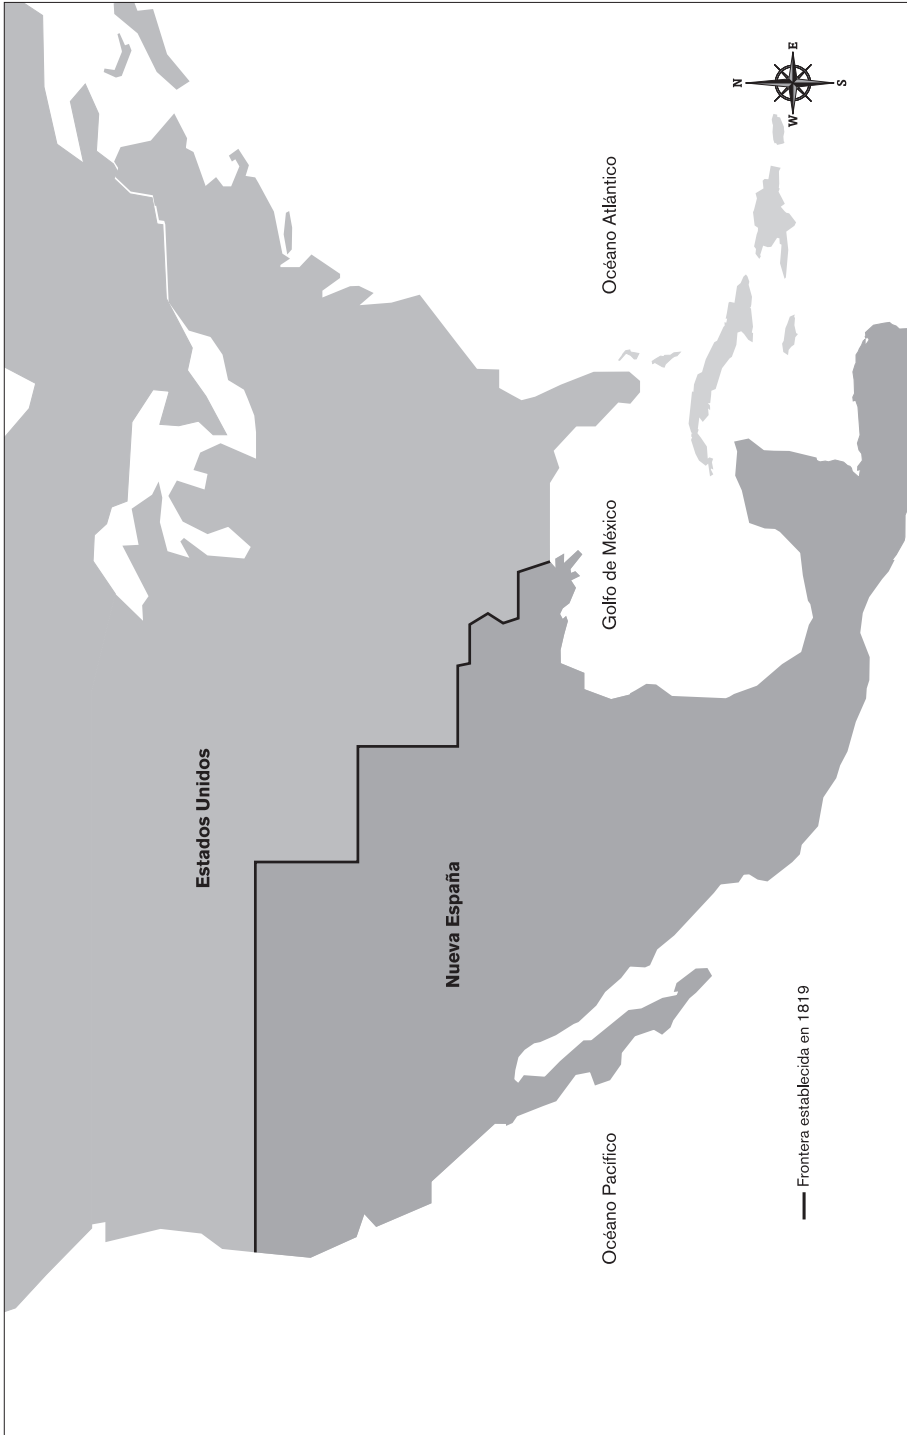 Estados Unidos
Nueva España
Océano Pacífico
Golfo de México
Océano Atlántico
Frontera establecida en 1819
N
E
S
W